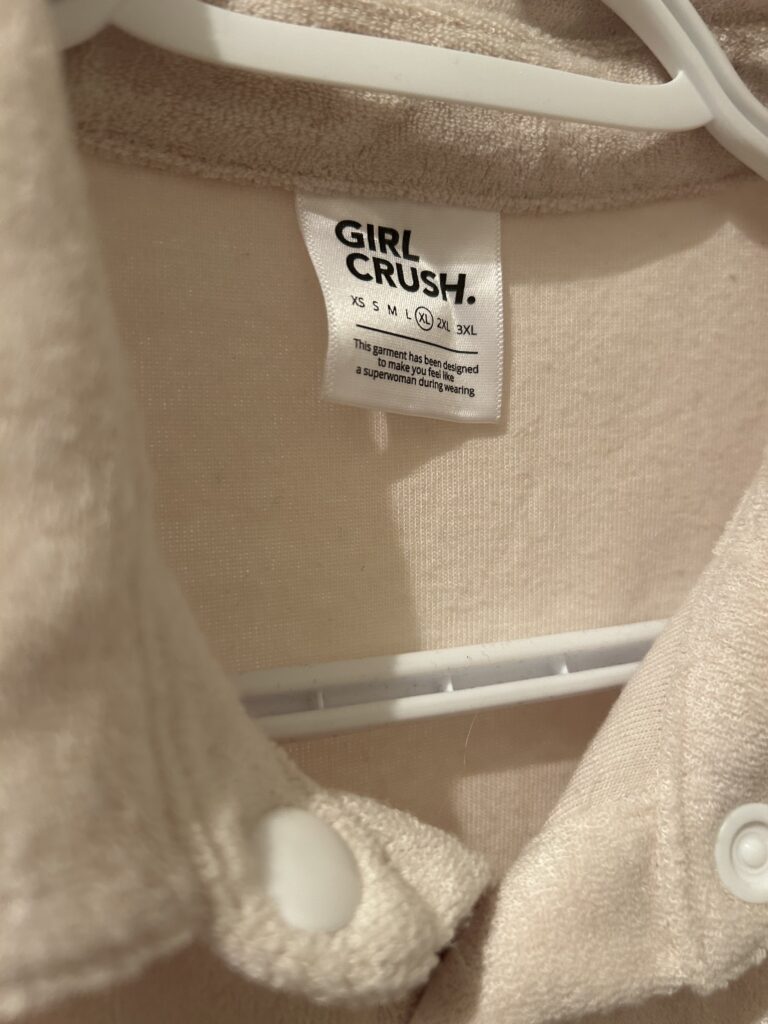 GIRL
CRUSH.
XS S M L XL 2XL 3XL
This garment has been designed
to make you feel like
a superwoman during wearing